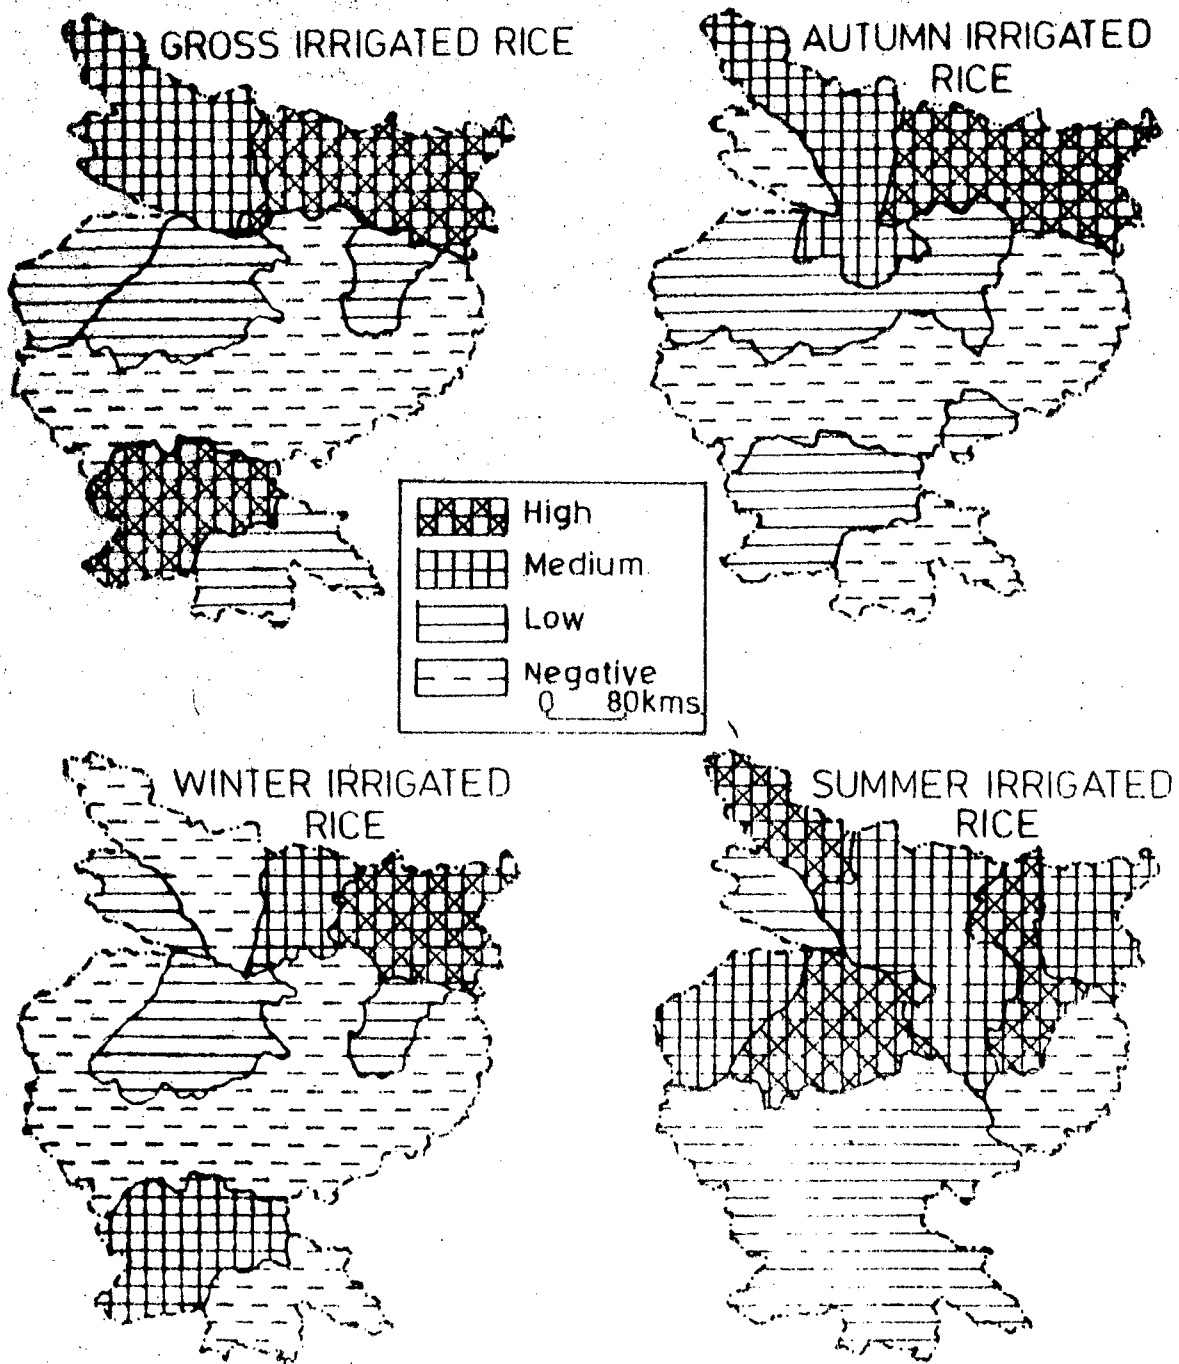 GROSS IRRIGATED RICE
AUTUMN IRRIGATED
RICE
High
Medium
Low
Negative
0 80kms
WINTER IRRIGATED
RICE
SUMMER IRRIGATED
RICE